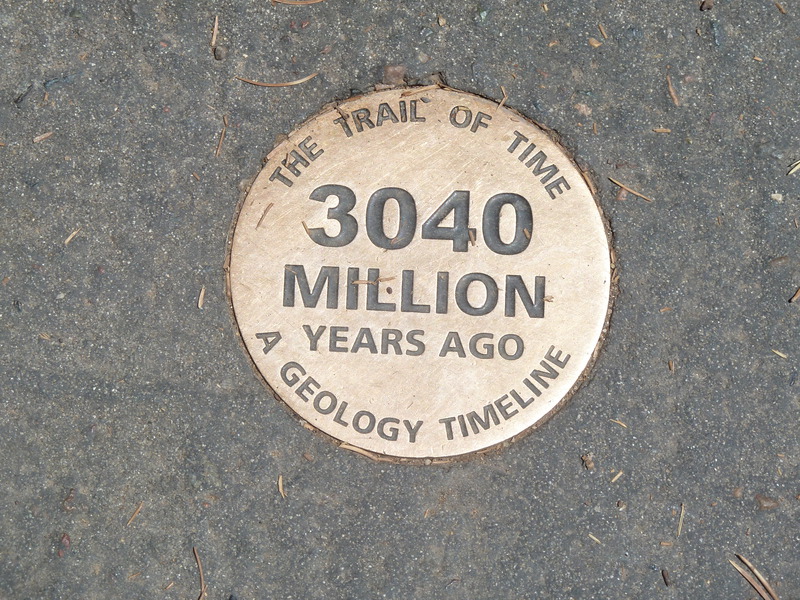 THE TRAIL OF TIME
3040
MILLION
YEARS AGO
A GEOLOGY TIMELINE